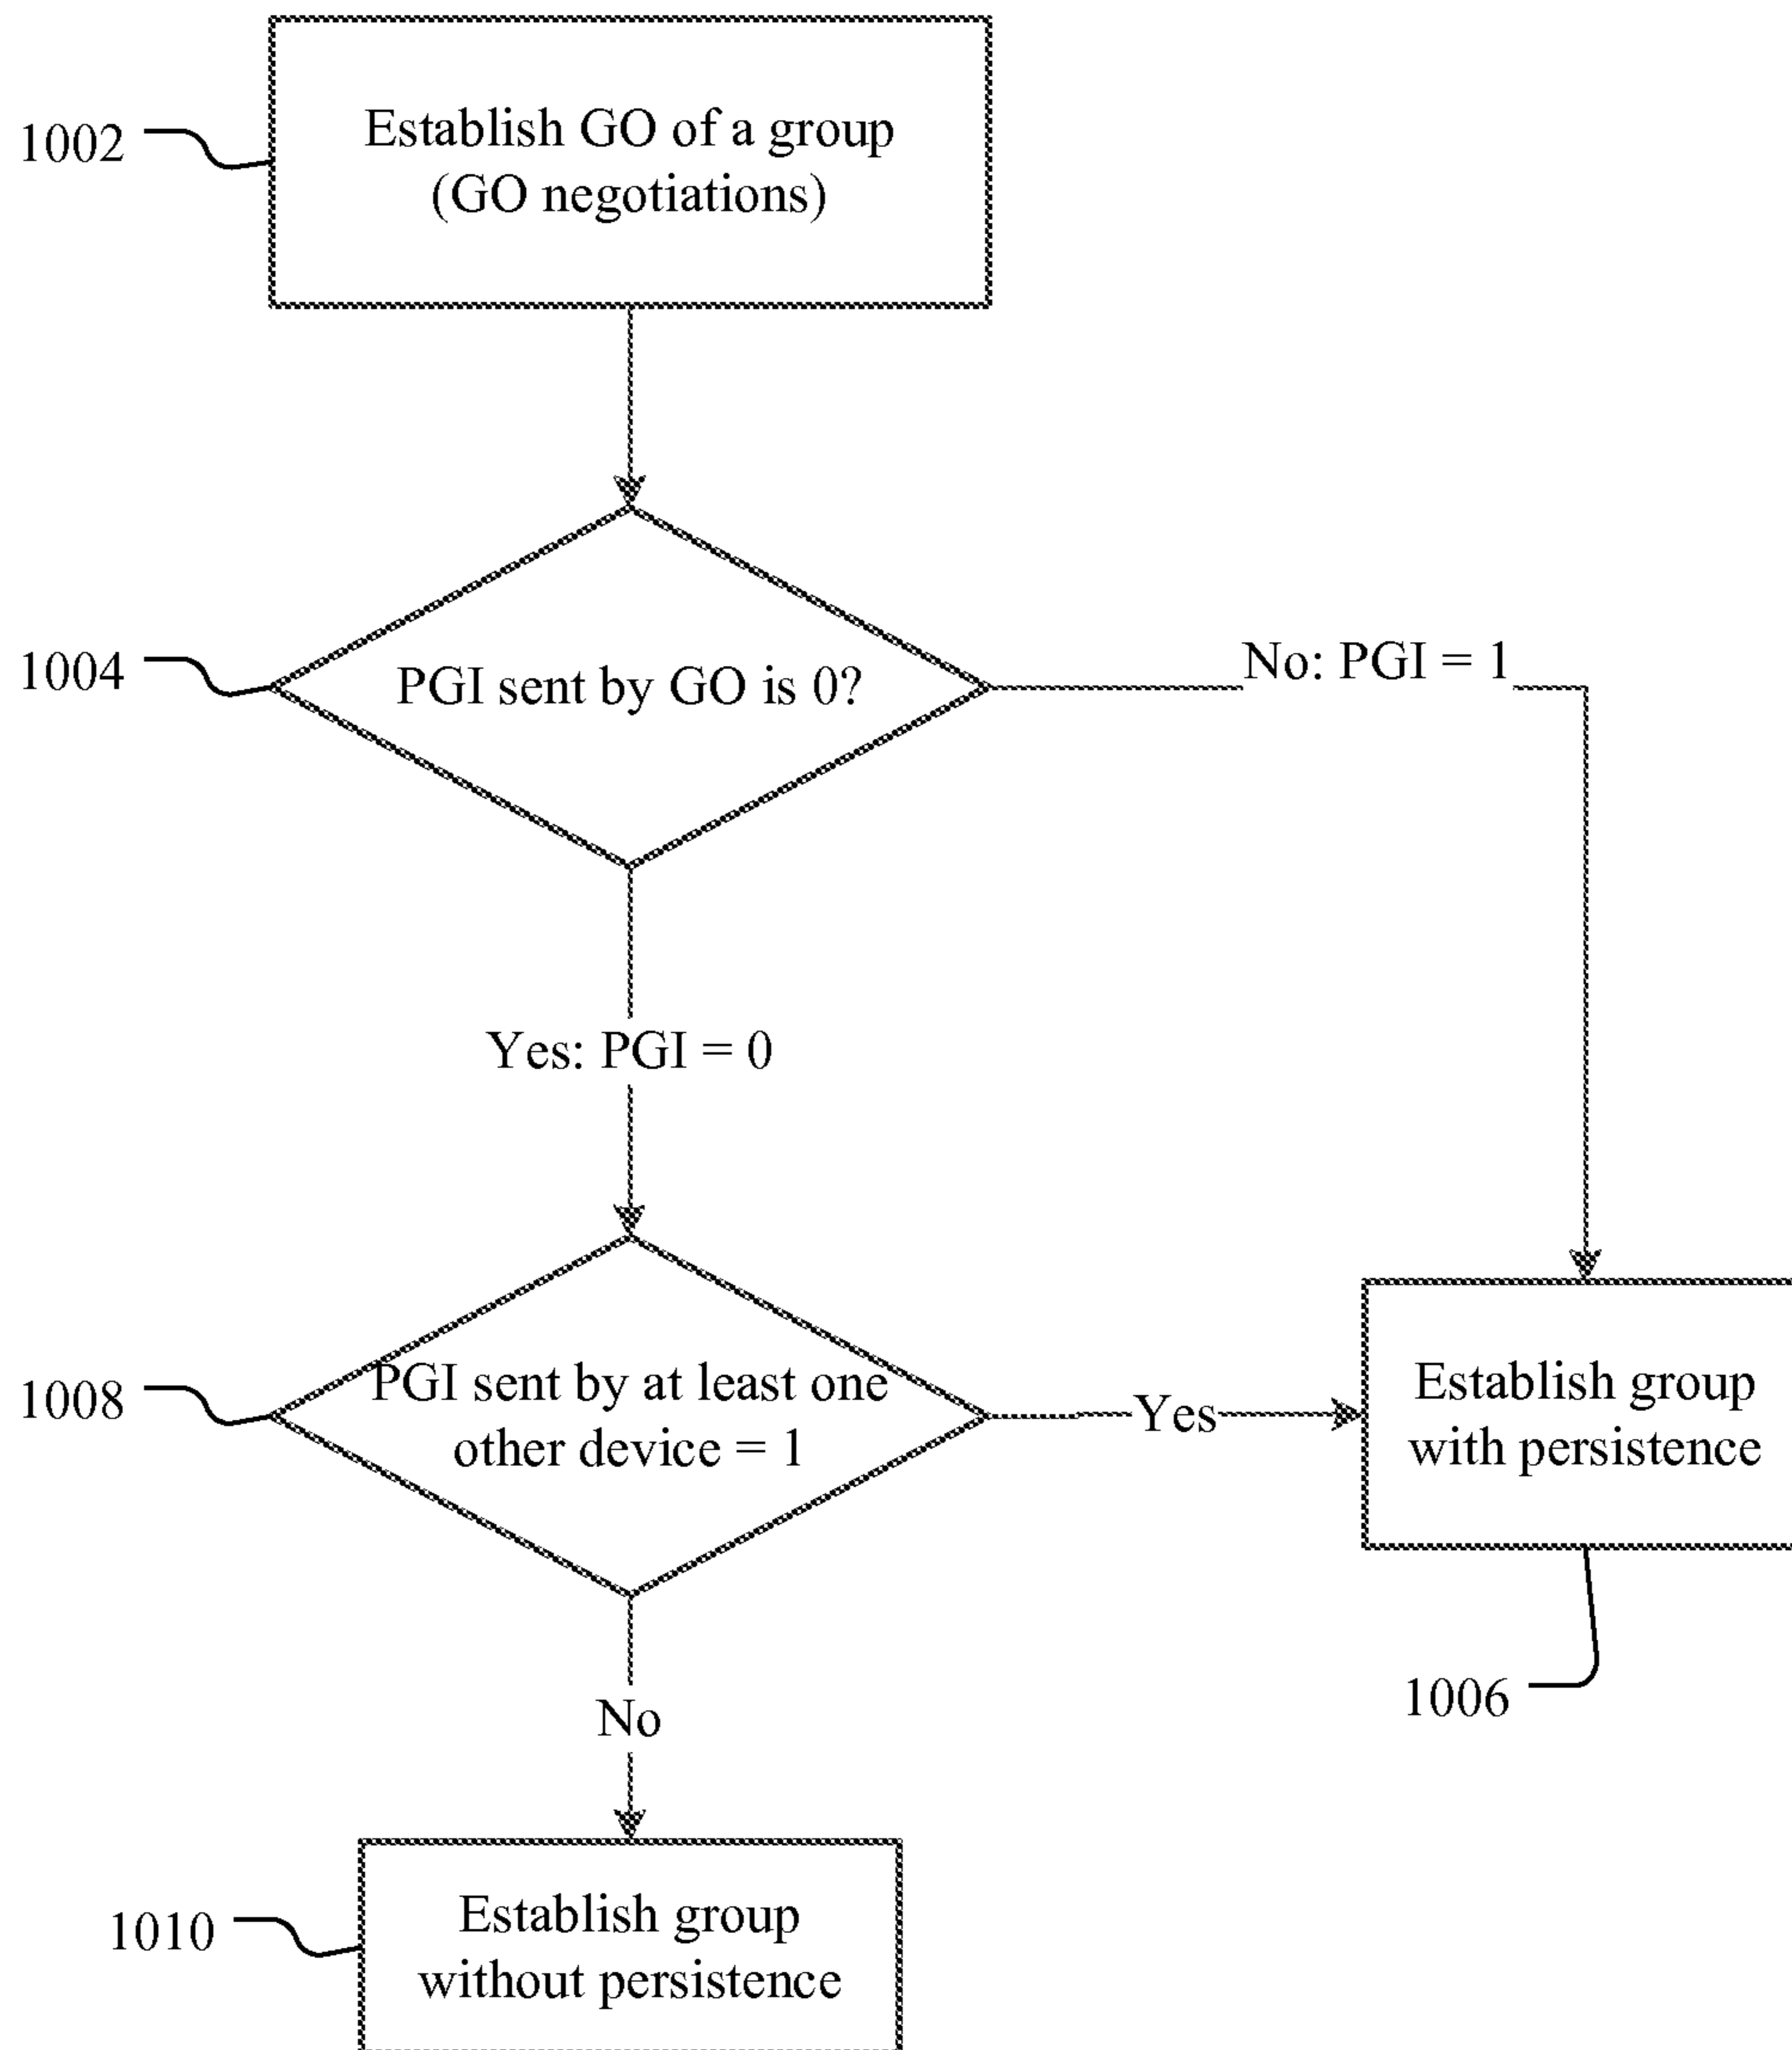 1002
Establish GO of a group
(GO negotiations)
1004
PGI sent by GO is 0?
No: PGI = 1
Yes: PGI = 0
1008
PGI sent by at least one
other device = 1
Yes
Establish group
with persistence
1006
No
1010
Establish group
without persistence